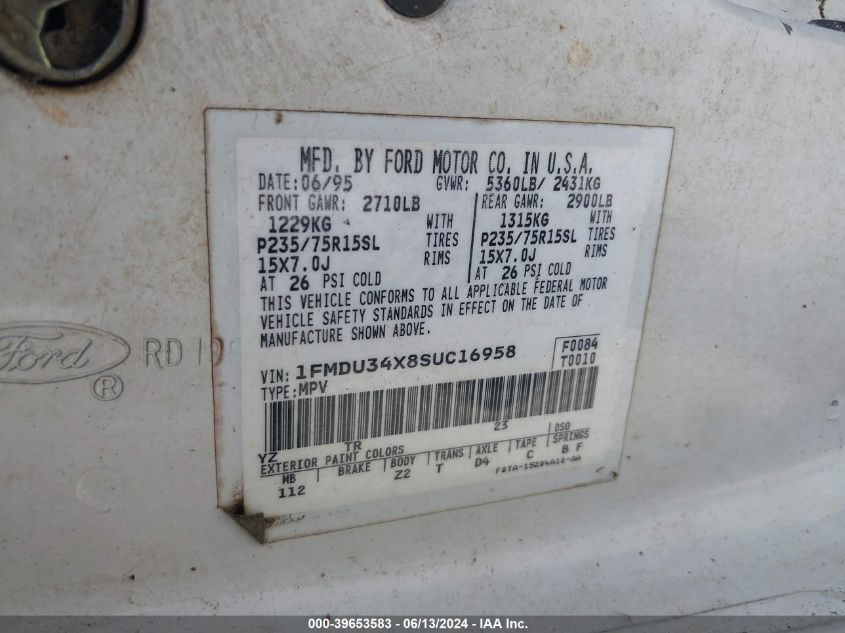 MFD. BY FORD MOTOR CO. IN U.S.A.
DATE: 06/95 GVWR: 5360LB/ 2431KG
FRONT GAWR: 2710LB REAR GAWR: 2900LB
1229KG WITH 1315KG WITH
P235/75R15SL TIRES P235/75R15SL TIRES
15X7.0J RIMS 15X7.0J RIMS
AT 26 PSI COLD AT 26 PSI COLD
THIS VEHICLE CONFORMS TO ALL APPLICABLE FEDERAL MOTOR
VEHICLE SAFETY STANDARDS IN EFFECT ON THE DATE OF
MANUFACTURE SHOWN ABOVE.
Ford ® RD
VIN: 1FMDU34X8SUC16958 F0084
TYPE: MPV T0010
YZ TR 23 DSO
EXTERIOR PAINT COLORS
WB BRAKE BODY TRANS AXLE TAPE SPRINGS
112 Z2 T D4 C B F
000-39653583 / 06/13/2024 - IAA Inc.